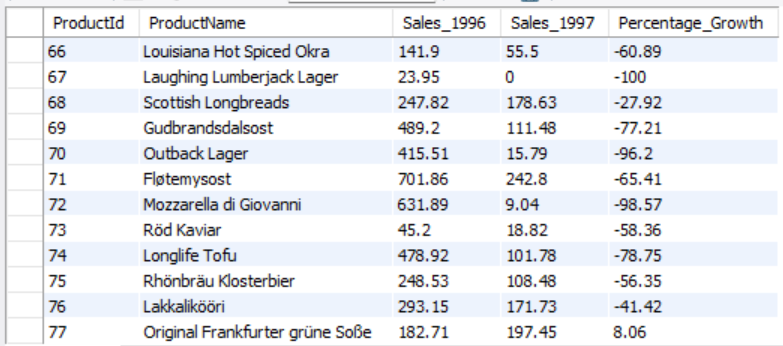 ProductId ProductName Sales_1996 Sales_1997 Percentage_Growth
66 Louisiana Hot Spiced Okra 141.9 55.5 -60.89
67 Laughing Lumberjack Lager 23.95 0 -100
68 Scottish Longbreads 247.82 178.63 -27.92
69 Gudbrandsdalsost 489.2 111.48 -77.21
70 Outback Lager 415.51 15.79 -96.2
71 Fløtemysost 701.86 242.8 -65.41
72 Mozzarella di Giovanni 631.89 9.04 -98.57
73 Röd Kaviar 45.2 18.82 -58.36
74 Longlife Tofu 478.92 101.78 -78.75
75 Rhönbräu Klosterbier 248.53 108.48 -56.35
76 Lakkalikööri 293.15 171.73 -41.42
77 Original Frankfurter grüne Soße 182.71 197.45 8.06